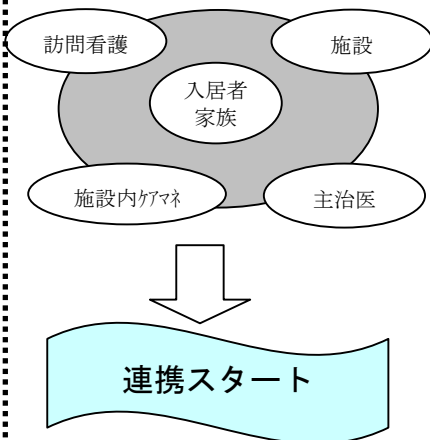 訪問看護
施設
入居者
家族
施設内ｹｱﾏﾈ
主治医
連携スタート